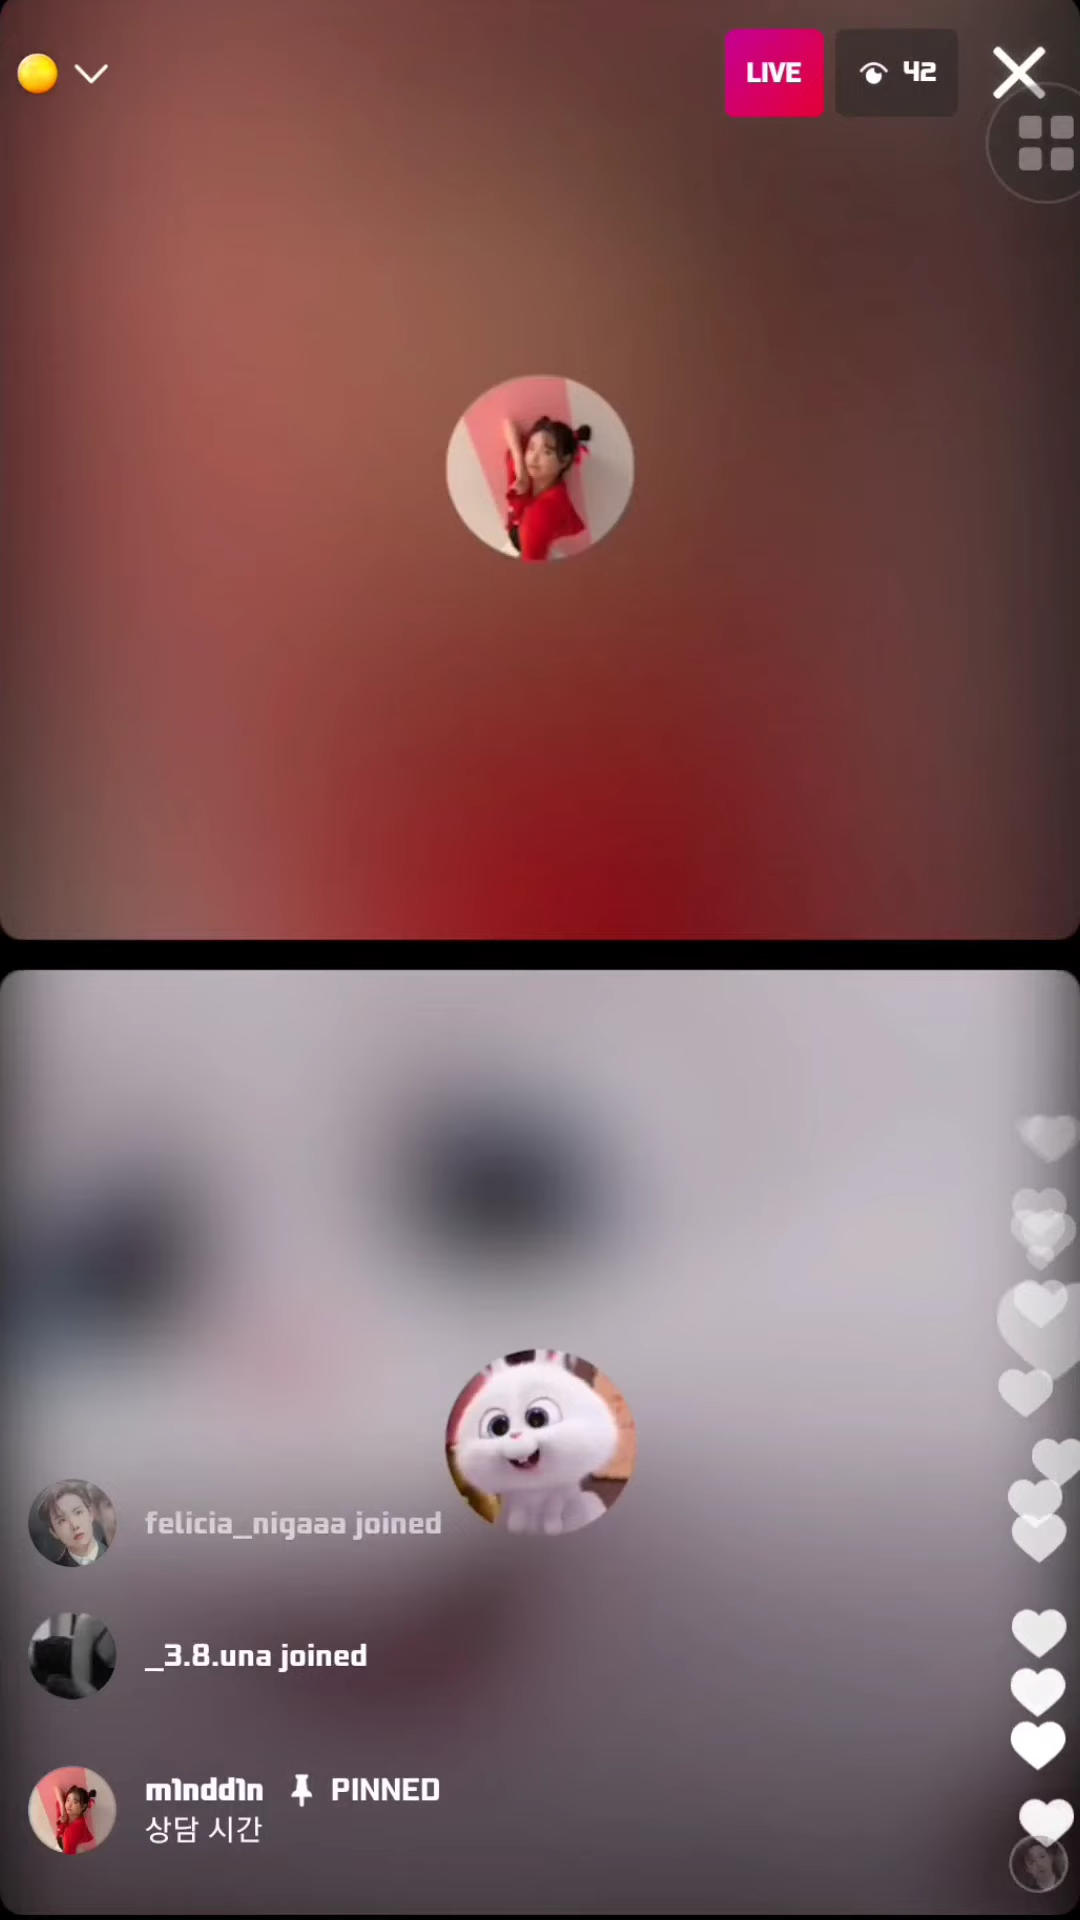 LIVE
42
felicia_nigaaa joined
_3.8.una joined
m1ndd1n PINNED
상담 시간